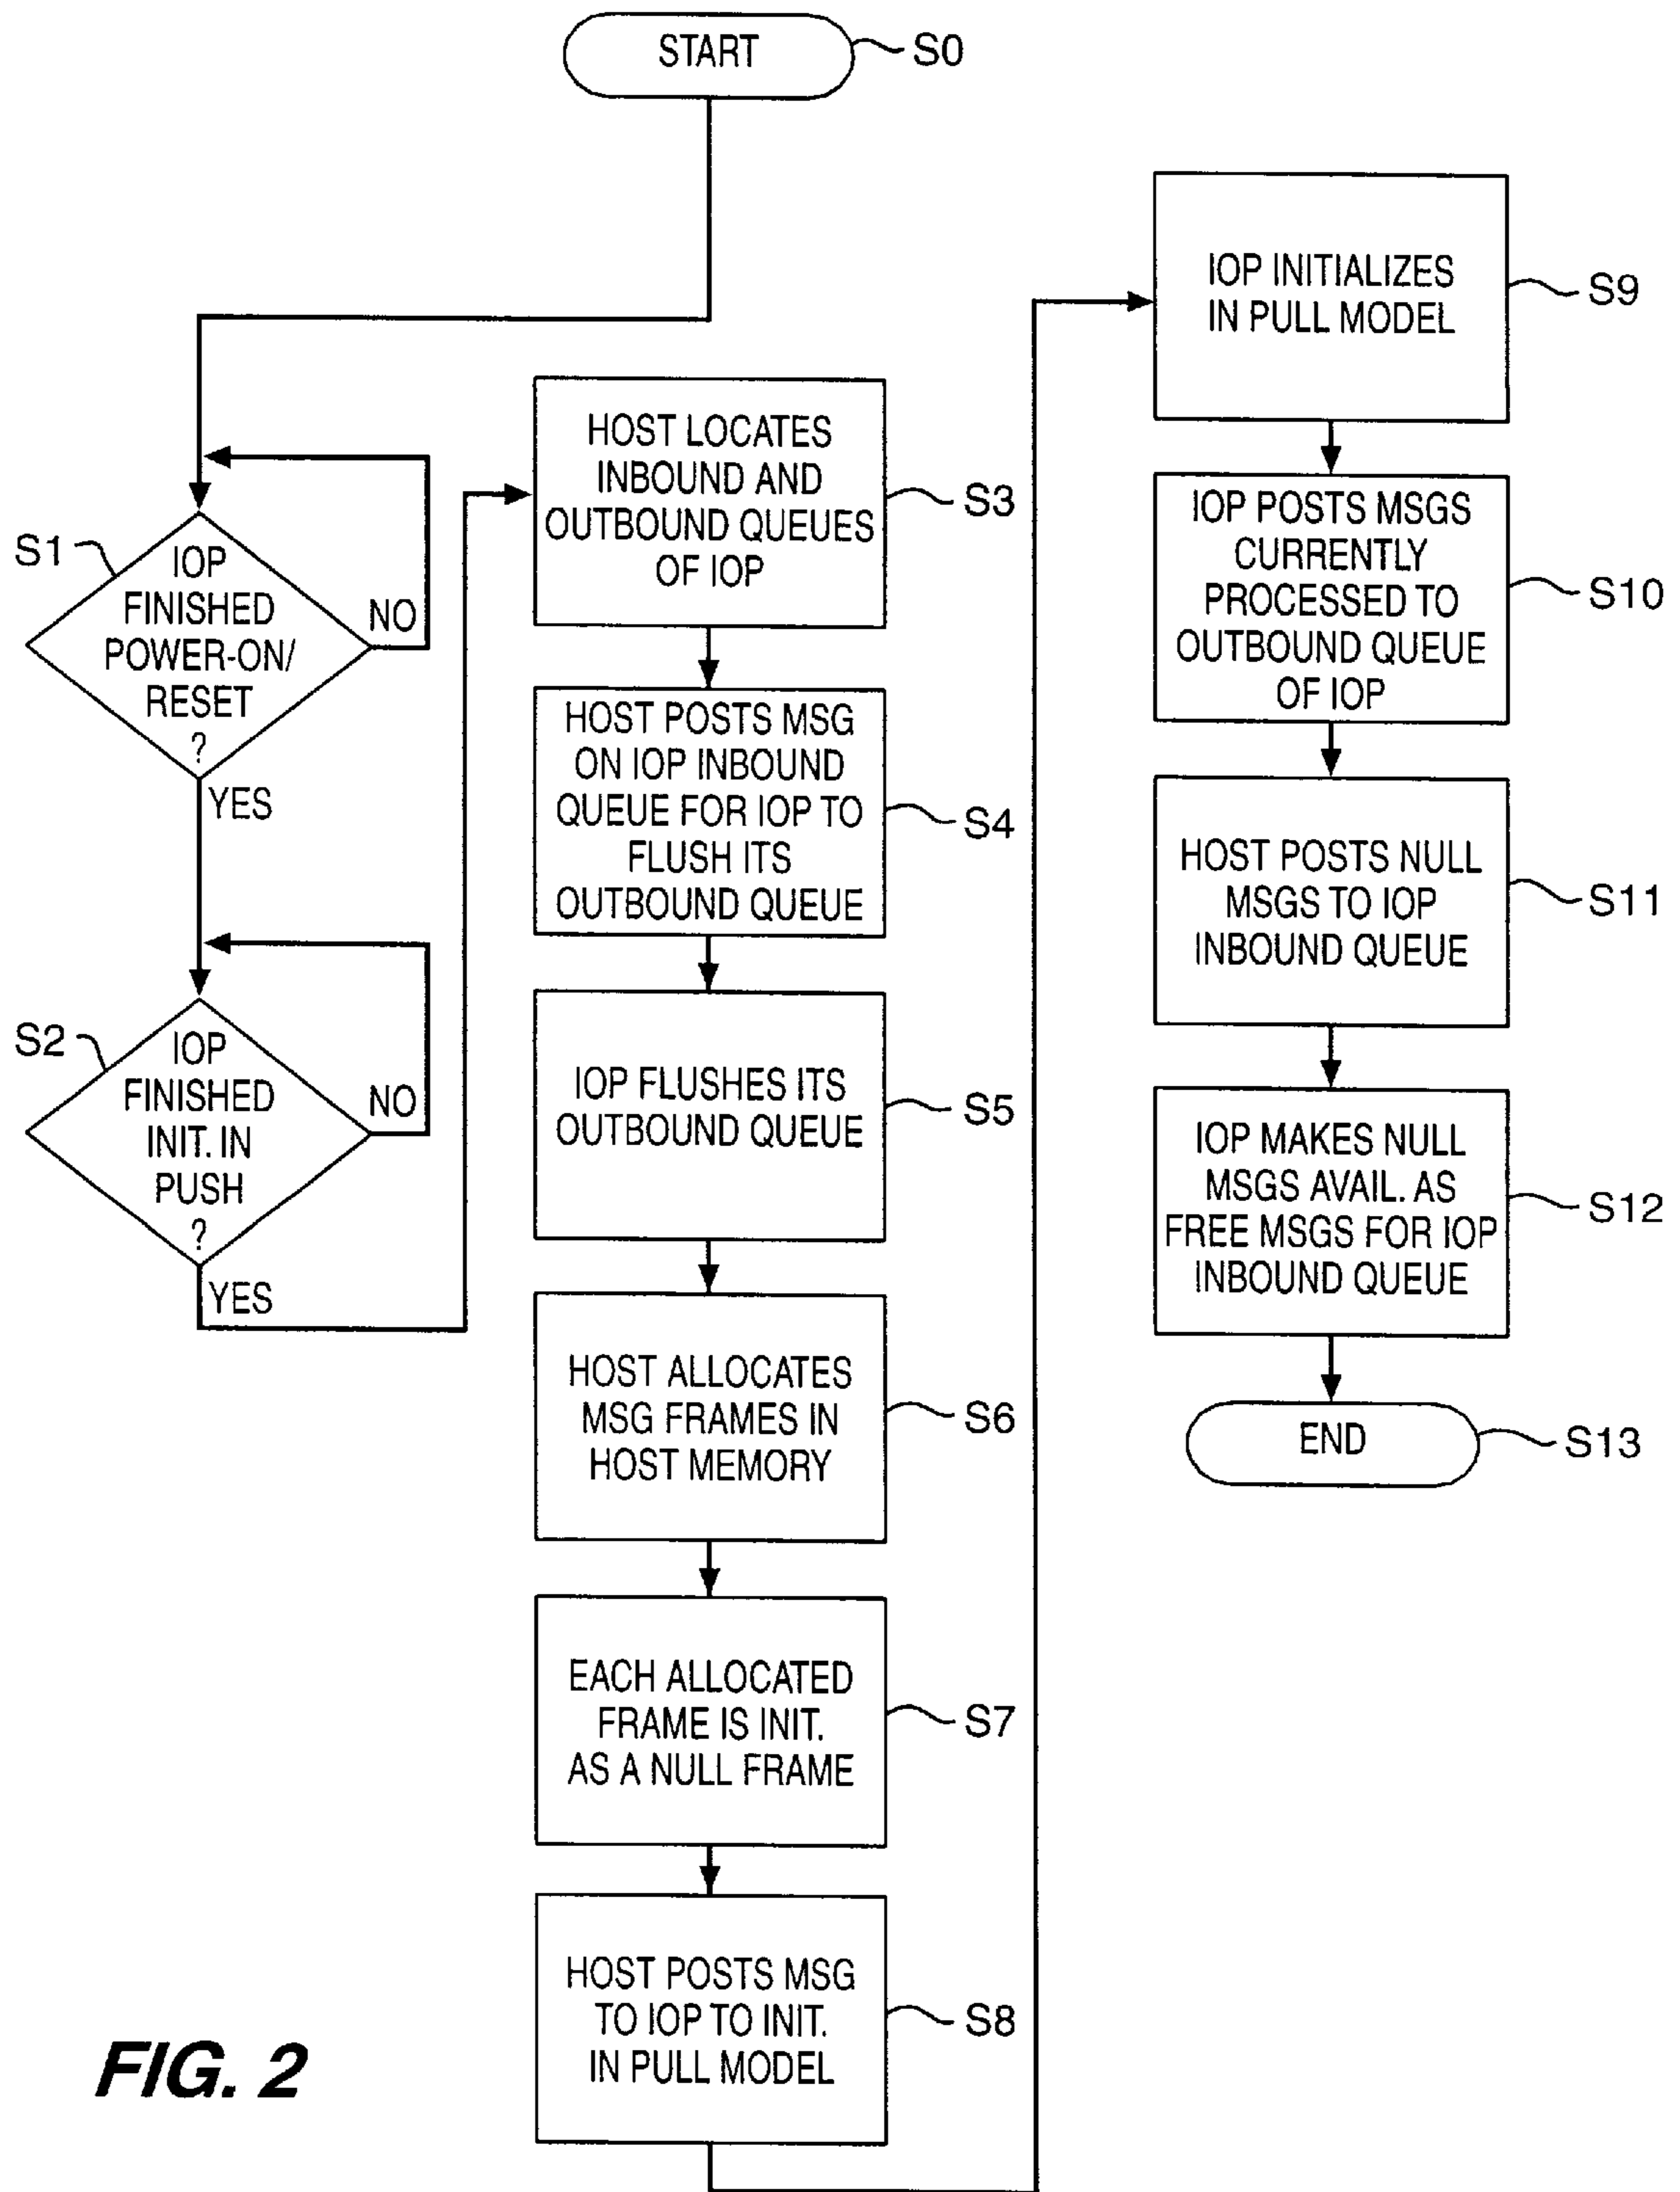 START
S0
S1
IOP
FINISHED
POWER-ON/
RESET
?
NO
YES
S2
IOP
FINISHED
INIT. IN
PUSH
?
NO
YES
HOST LOCATES
INBOUND AND
OUTBOUND QUEUES
OF IOP
S3
HOST POSTS MSG
ON IOP INBOUND
QUEUE FOR IOP TO
FLUSH ITS
OUTBOUND QUEUE
S4
IOP FLUSHES ITS
OUTBOUND QUEUE
S5
HOST ALLOCATES
MSG FRAMES IN
HOST MEMORY
S6
EACH ALLOCATED
FRAME IS INIT.
AS A NULL FRAME
S7
HOST POSTS MSG
TO IOP TO INIT.
IN PULL MODEL
S8
IOP INITIALIZES
IN PULL MODEL
S9
IOP POSTS MSGS
CURRENTLY
PROCESSED TO
OUTBOUND QUEUE
OF IOP
S10
HOST POSTS NULL
MSGS TO IOP
INBOUND QUEUE
S11
IOP MAKES NULL
MSGS AVAIL. AS
FREE MSGS FOR IOP
INBOUND QUEUE
S12
END
S13
FIG. 2